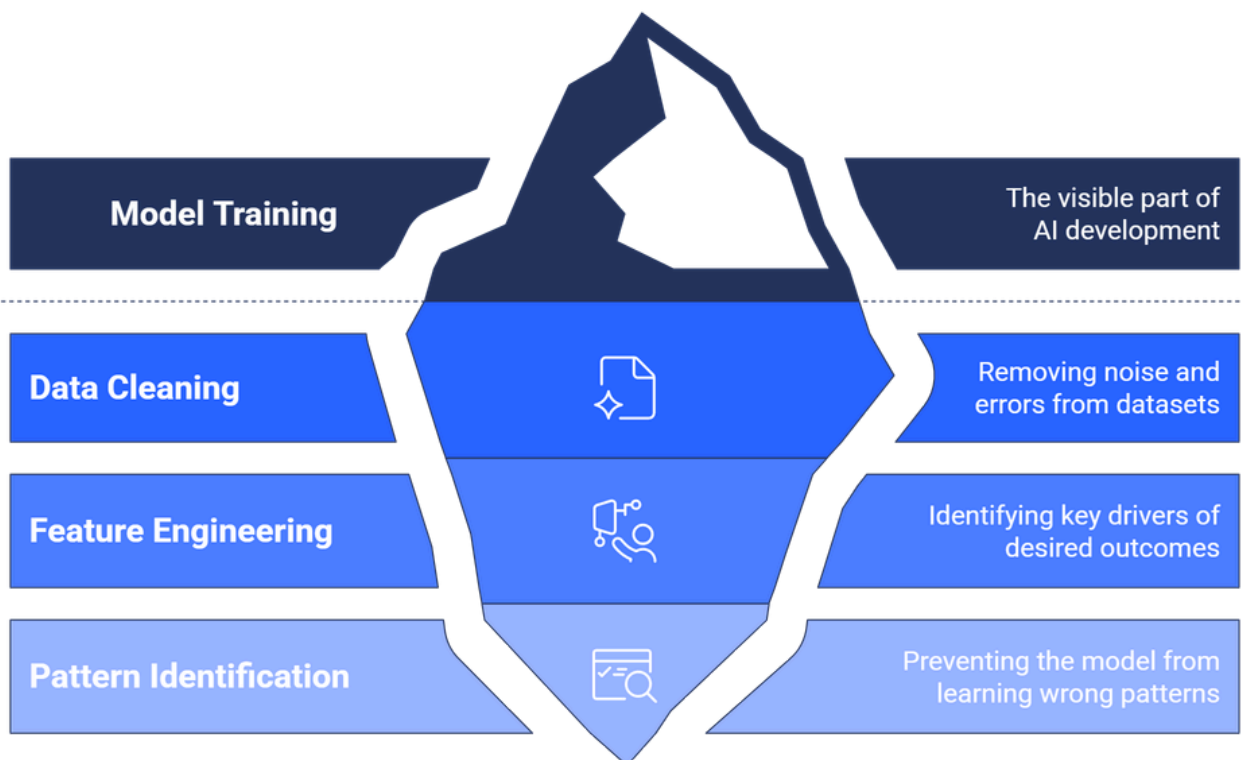 Model Training
The visible part of
AI development
Data Cleaning
Removing noise and
errors from datasets
Feature Engineering
Identifying key drivers of
desired outcomes
Pattern Identification
Preventing the model from
learning wrong patterns